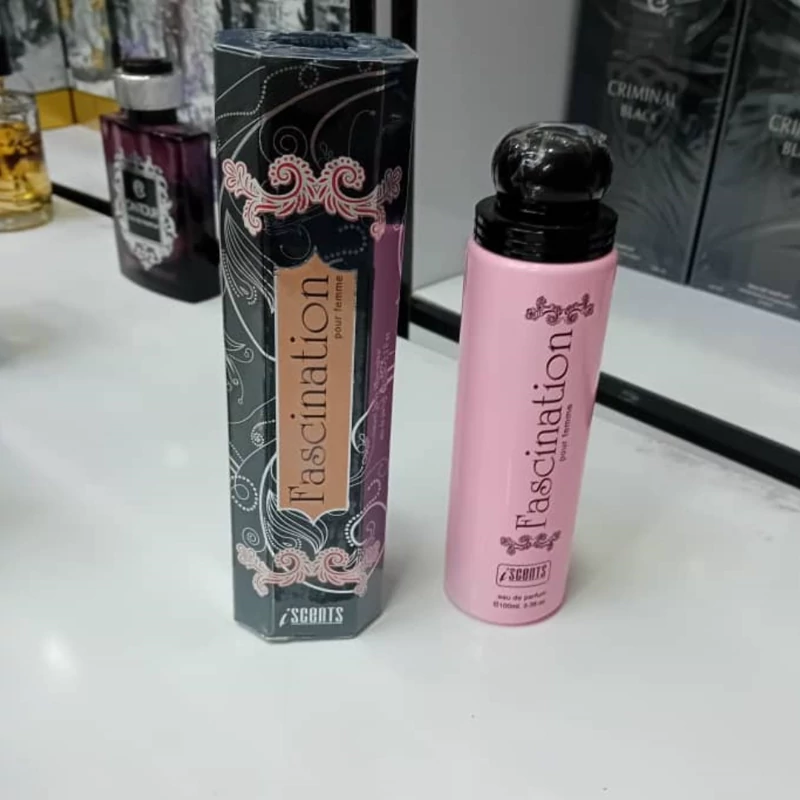 Fascination
pour femme
iscents
Fascination
pour femme
iscents
eau de parfum
CRIMINAL
BLACK